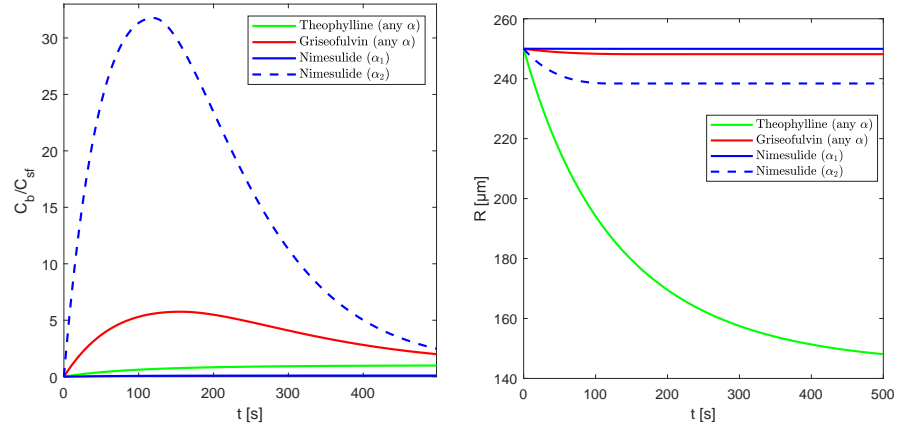 30
25
20
15
10
5
0
0
100
200
300
400
C_b/C_sf
t [s]
Theophylline (any α)
Griseofulvin (any α)
Nimesulide (α₁)
Nimesulide (α₂)
260
240
220
200
180
160
140
0
100
200
300
400
500
R [µm]
t [s]
Theophylline (any α)
Griseofulvin (any α)
Nimesulide (α₁)
Nimesulide (α₂)